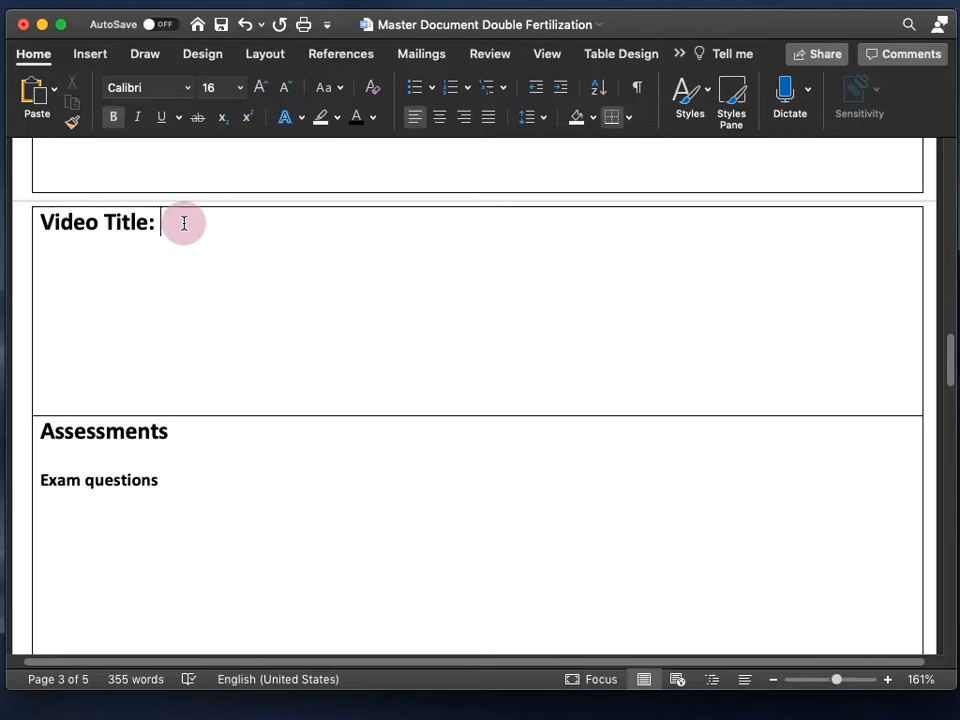 AutoSave OFF Master Document Double Fertilization
Home Insert Draw Design Layout References Mailings Review View Table Design >> Tell me Share Comments
Paste Calibri 16 Aa Styles Styles Pane Dictate Sensitivity
Video Title:
Assessments
Exam questions
Page 3 of 5 355 words English (United States) Focus 161%